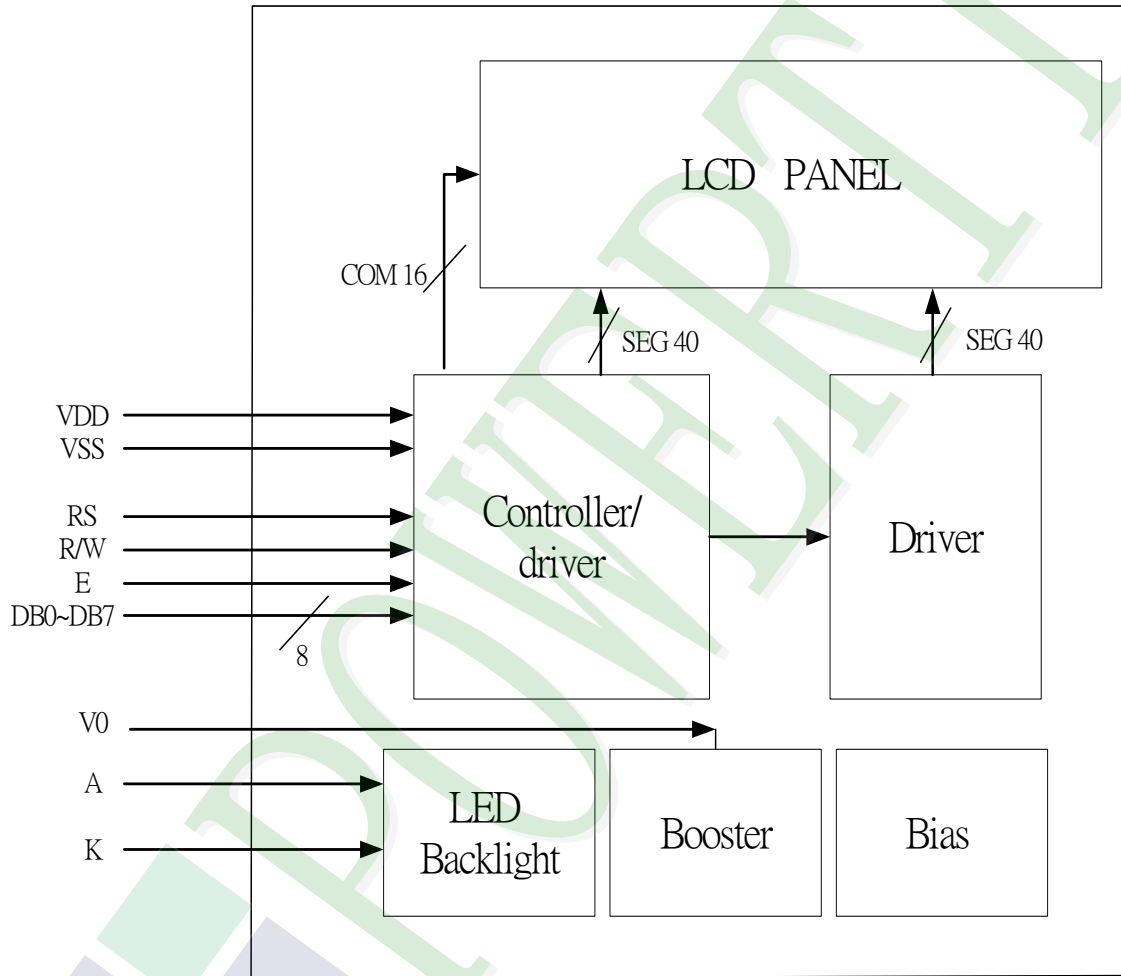 LCD PANEL
COM 16
SEG 40
SEG 40
VDD
VSS
RS
R/W
E
DB0~DB7
8
Controller/
driver
Driver
V0
A
K
LED
Backlight
Booster
Bias
POWERT